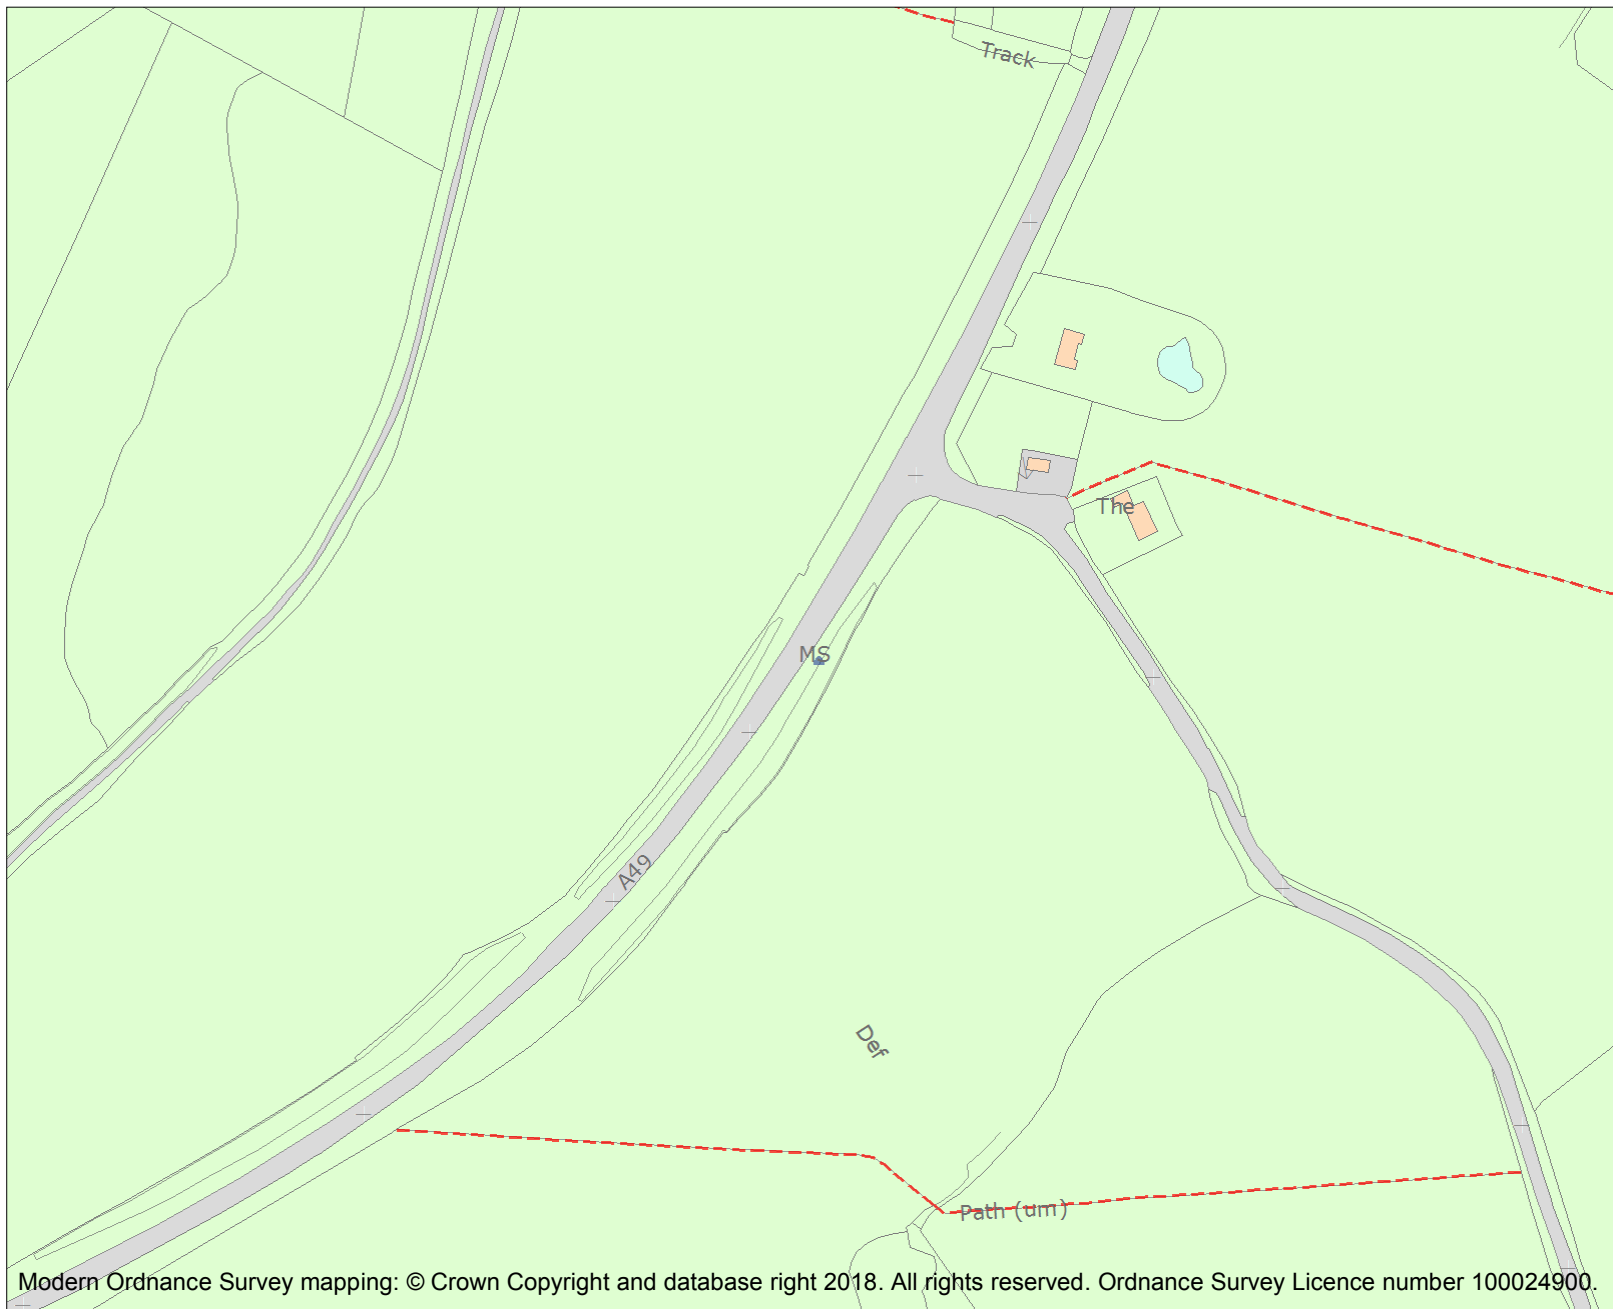 Track
The
MS
A49
Def
Path (um)
Modern Ordnance Survey mapping: © Crown Copyright and database right 2018. All rights reserved. Ordnance Survey Licence number 100024900.